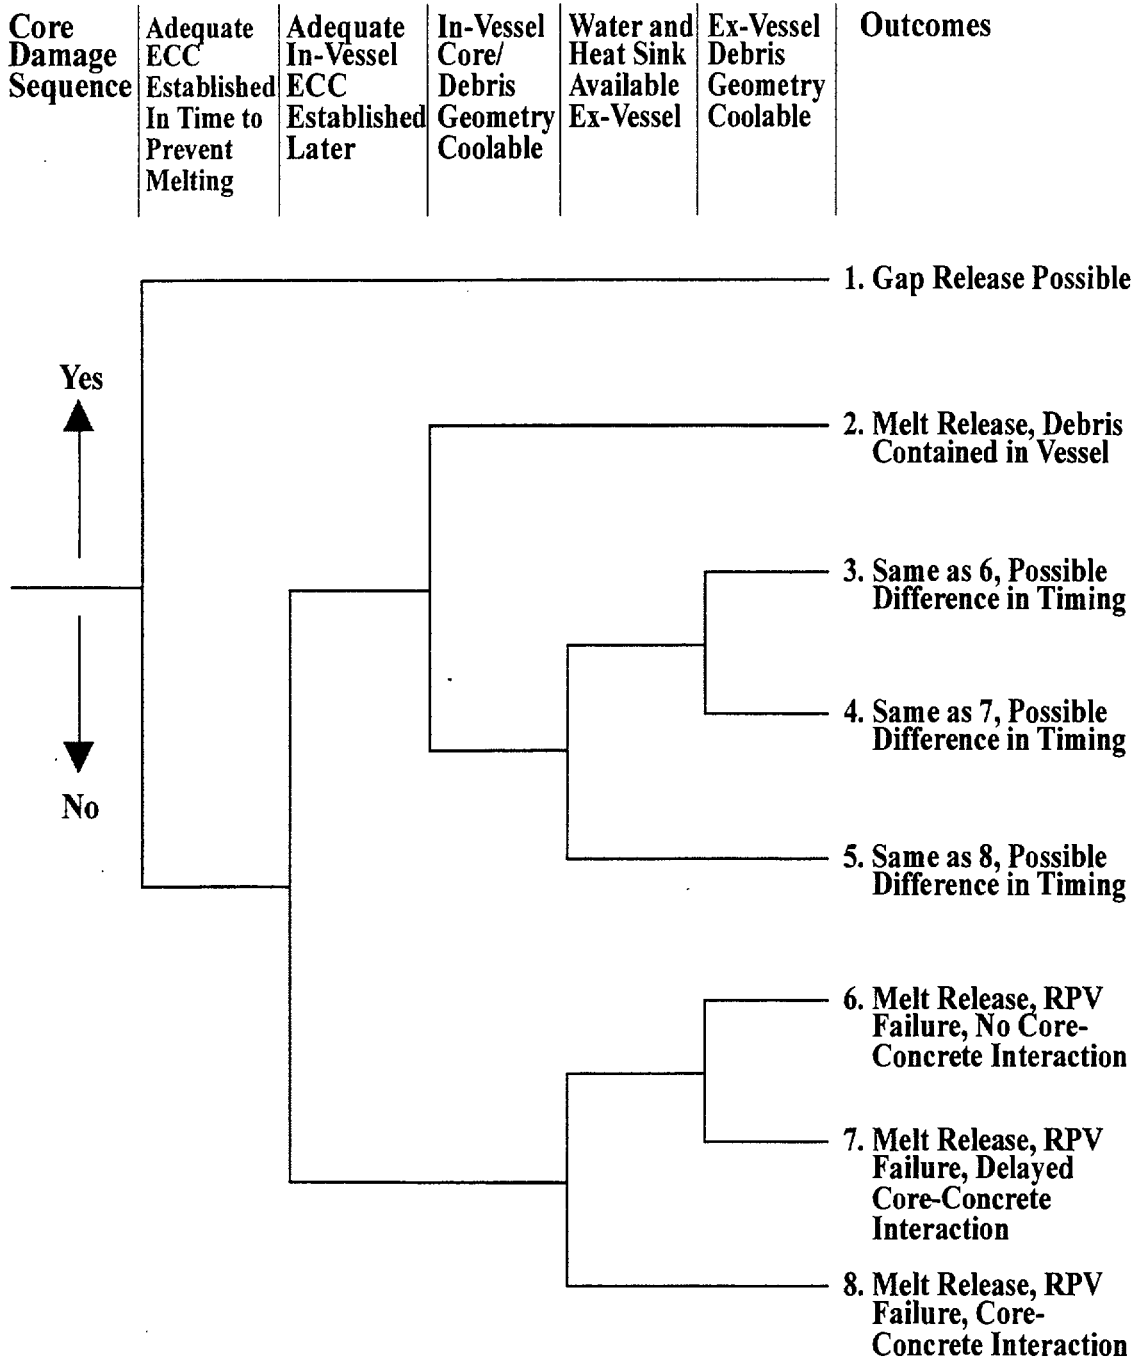 Core
Damage
Sequence
Adequate
ECC
Established
In Time to
Prevent
Melting
Adequate
In-Vessel
ECC
Established
Later
In-Vessel
Core/
Debris
Geometry
Coolable
Water and
Heat Sink
Available
Ex-Vessel
Ex-Vessel
Debris
Geometry
Coolable
Outcomes
1. Gap Release Possible
Yes
2. Melt Release, Debris
Contained in Vessel
3. Same as 6, Possible
Difference in Timing
4. Same as 7, Possible
Difference in Timing
No
5. Same as 8, Possible
Difference in Timing
6. Melt Release, RPV
Failure, No Core-
Concrete Interaction
7. Melt Release, RPV
Failure, Delayed
Core-Concrete
Interaction
8. Melt Release, RPV
Failure, Core-
Concrete Interaction